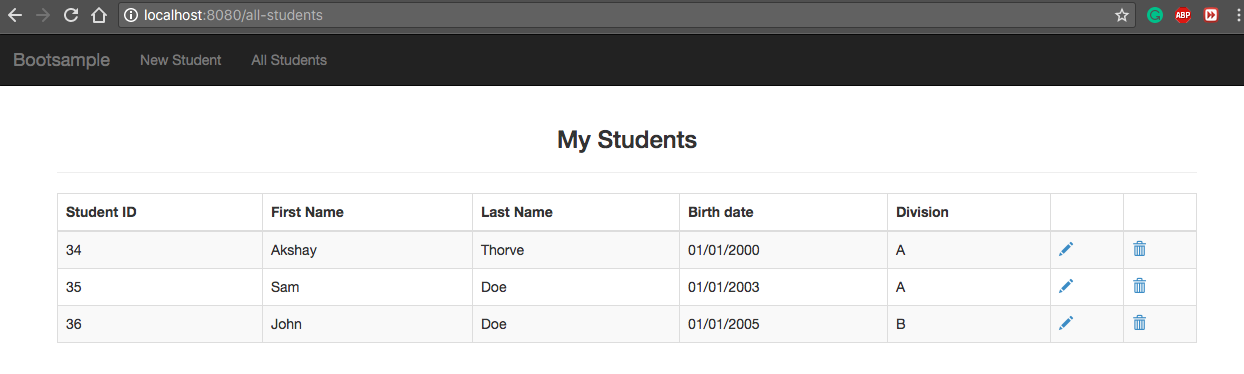 localhost:8080/all-students
ABP
Bootsample New Student All Students
My Students
Student ID First Name Last Name Birth date Division
34 Akshay Thorve 01/01/2000 A
35 Sam Doe 01/01/2003 A
36 John Doe 01/01/2005 B